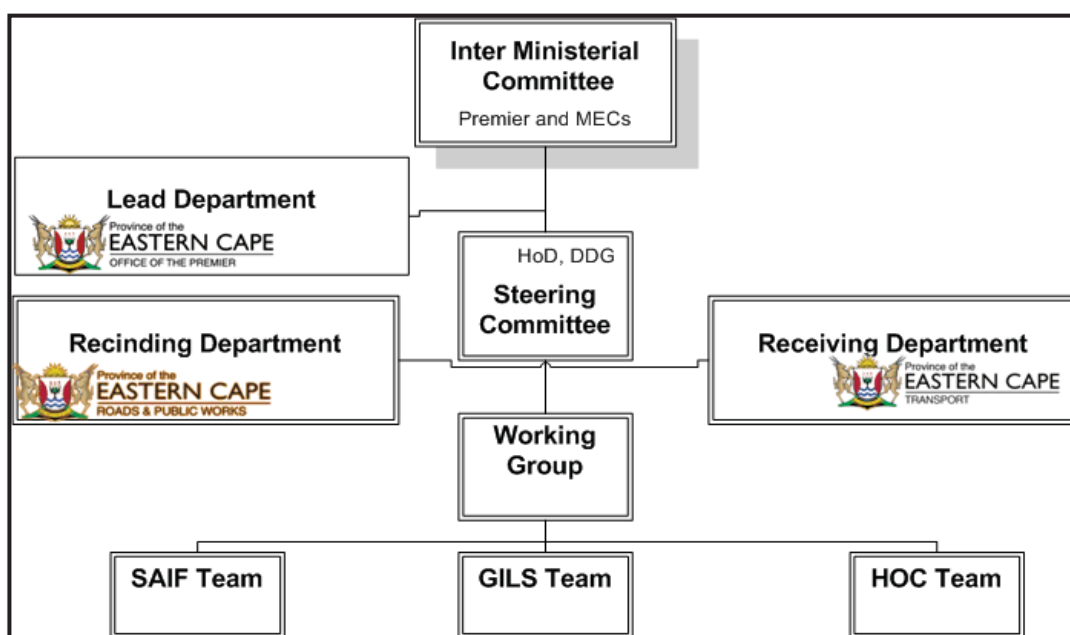 Inter Ministerial
Committee
Premier and MECs
Lead Department
Province of the
EASTERN CAPE
OFFICE OF THE PREMIER
HoD, DDG
Steering
Committee
Recinding Department
Province of the
EASTERN CAPE
ROADS & PUBLIC WORKS
Receiving Department
Province of the
EASTERN CAPE
TRANSPORT
Working
Group
SAIF Team
GILS Team
HOC Team